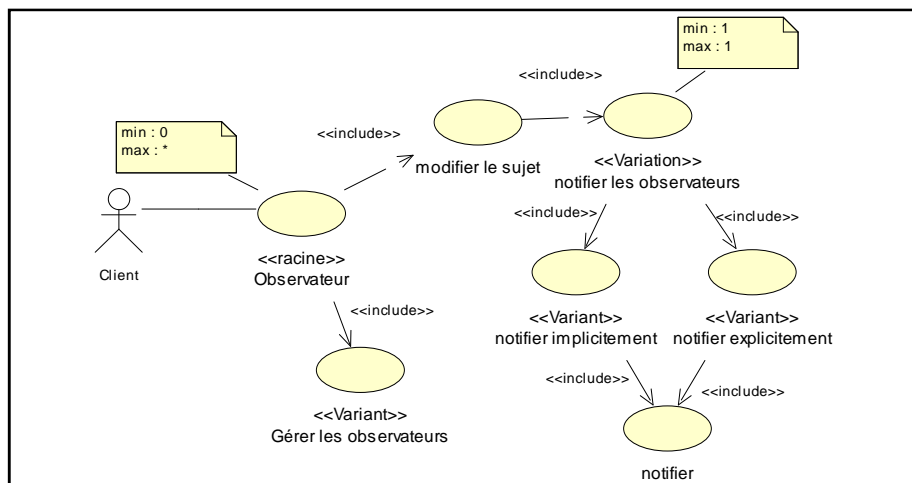 min : 1
max : 1
<<include>>
min : 0
max : *
<<include>>
modifier le sujet
<<Variation>>
notifier les observateurs
Client
<<racine>>
Observateur
<<include>>
<<include>>
<<include>>
<<Variant>>
notifier implicitement
<<Variant>>
notifier explicitement
<<include>>
<<include>>
<<Variant>>
Gérer les observateurs
notifier